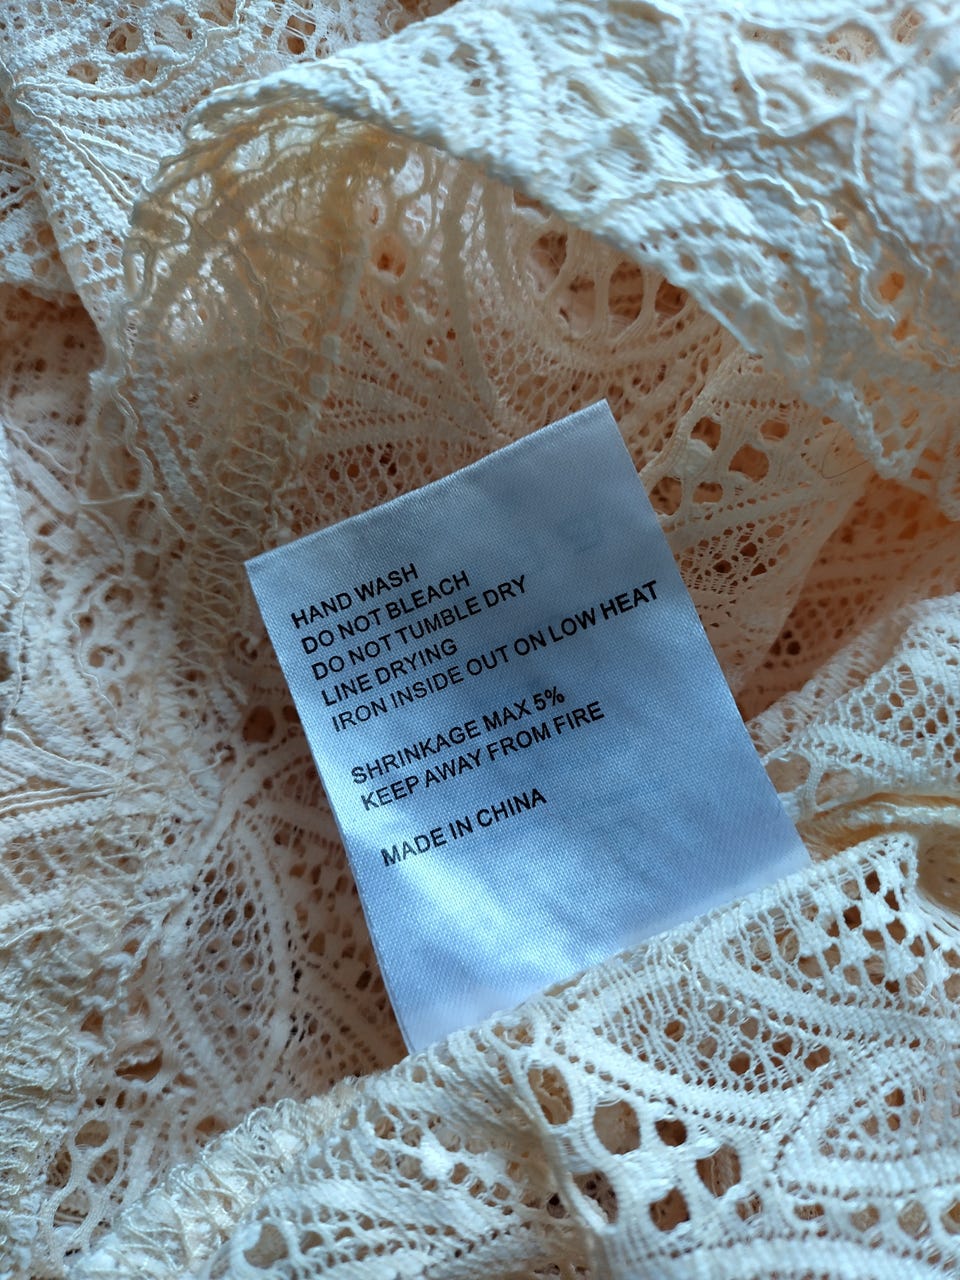 HAND WASH
DO NOT BLEACH
DO NOT TUMBLE DRY
LINE DRYING
IRON INSIDE OUT ON LOW HEAT
SHRINKAGE MAX 5%
KEEP AWAY FROM FIRE
MADE IN CHINA